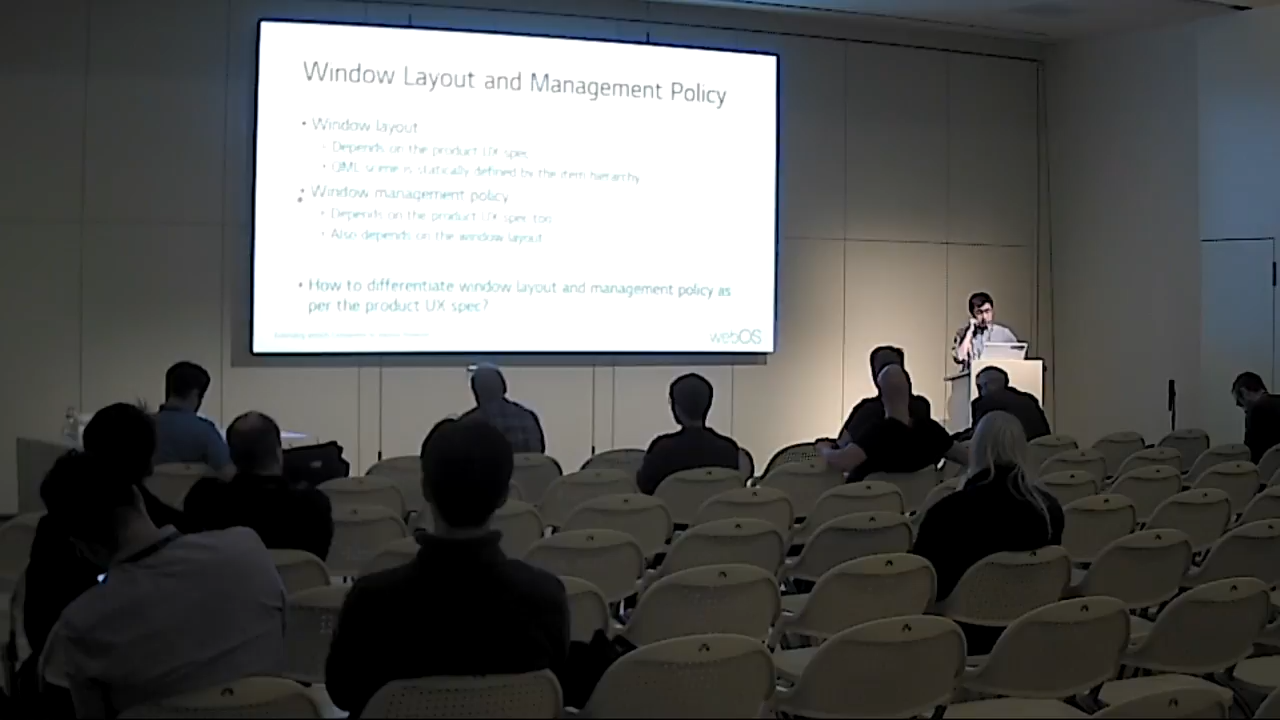 Window Layout and Management Policy
• Window layout
• Depends on the product UX spec
• QML scene is statically defined by the item hierarchy
• Window management policy
• Depends on the product UX spec too
• Also depends on the window layout
• How to differentiate window layout and management policy as
per the product UX spec?
webOS